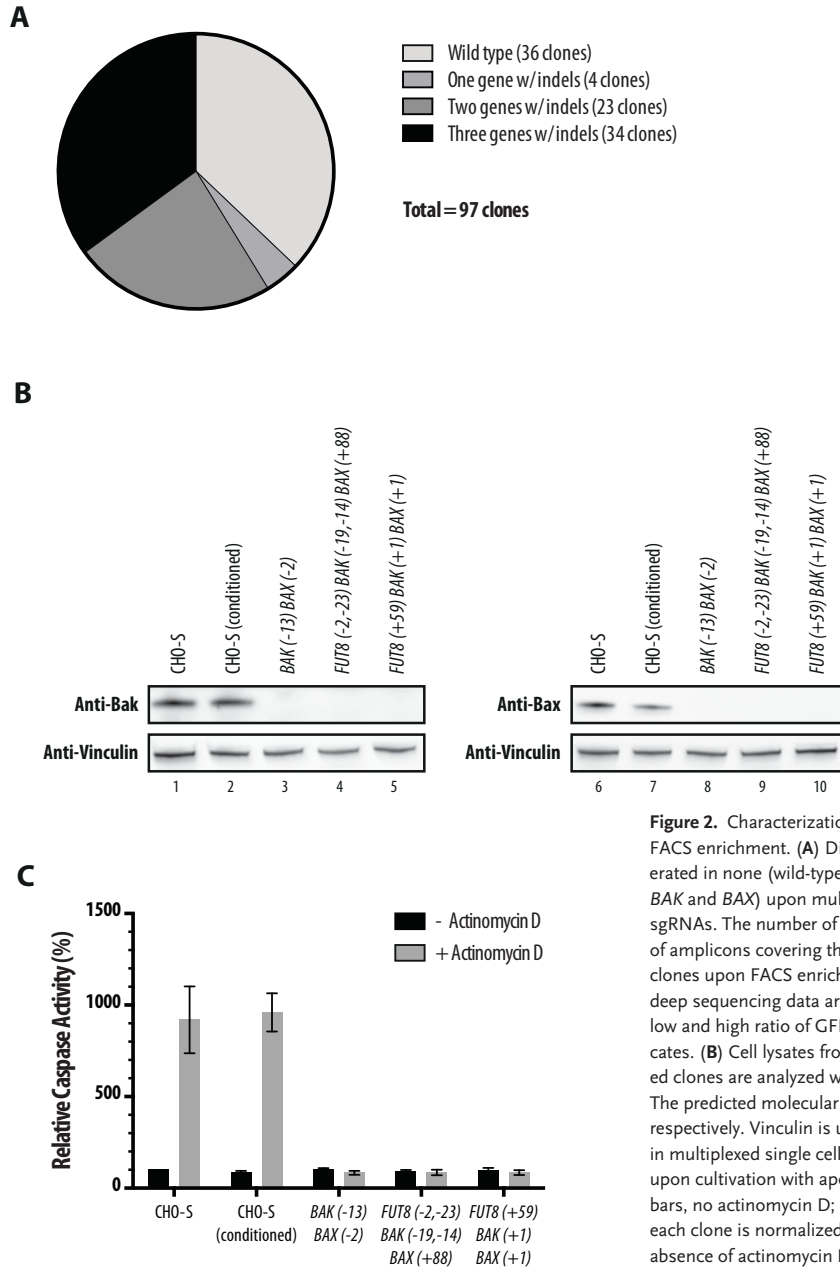 A
Wild type (36 clones)
One gene w/indels (4 clones)
Two genes w/indels (23 clones)
Three genes w/indels (34 clones)
Total = 97 clones
B
CHO-S
CHO-S (conditioned)
BAK (-13) BAX (-2)
FUT8 (-2,-23) BAK (-19,-14) BAX (+88)
FUT8 (+59) BAK (+1) BAX (+1)
Anti-Bak
Anti-Vinculin
1 2 3 4 5
CHO-S
CHO-S (conditioned)
BAK (-13) BAX (-2)
FUT8 (-2,-23) BAK (-19,-14) BAX (+88)
FUT8 (+59) BAK (+1) BAX (+1)
Anti-Bax
Anti-Vinculin
6 7 8 9 10
C
Relative Caspase Activity (%)
1500
1000
500
0
- Actinomycin D
+ Actinomycin D
CHO-S
CHO-S
(conditioned)
BAK (-13)
BAX (-2)
FUT8 (-2,-23)
BAK (-19,-14)
BAX (+88)
FUT8 (+59)
BAK (+1)
BAX (+1)
Figure 2. Characterizatio
FACS enrichment. (A) Di
erated in none (wild-type
BAK and BAX) upon mul
sgRNAs. The number of
of amplicons covering th
clones upon FACS enrich
deep sequencing data ar
low and high ratio of GF
cates. (B) Cell lysates fro
ed clones are analyzed w
The predicted molecular
respectively. Vinculin is u
in multiplexed single cell
upon cultivation with apo
bars, no actinomycin D;
each clone is normalized
absence of actinomycin